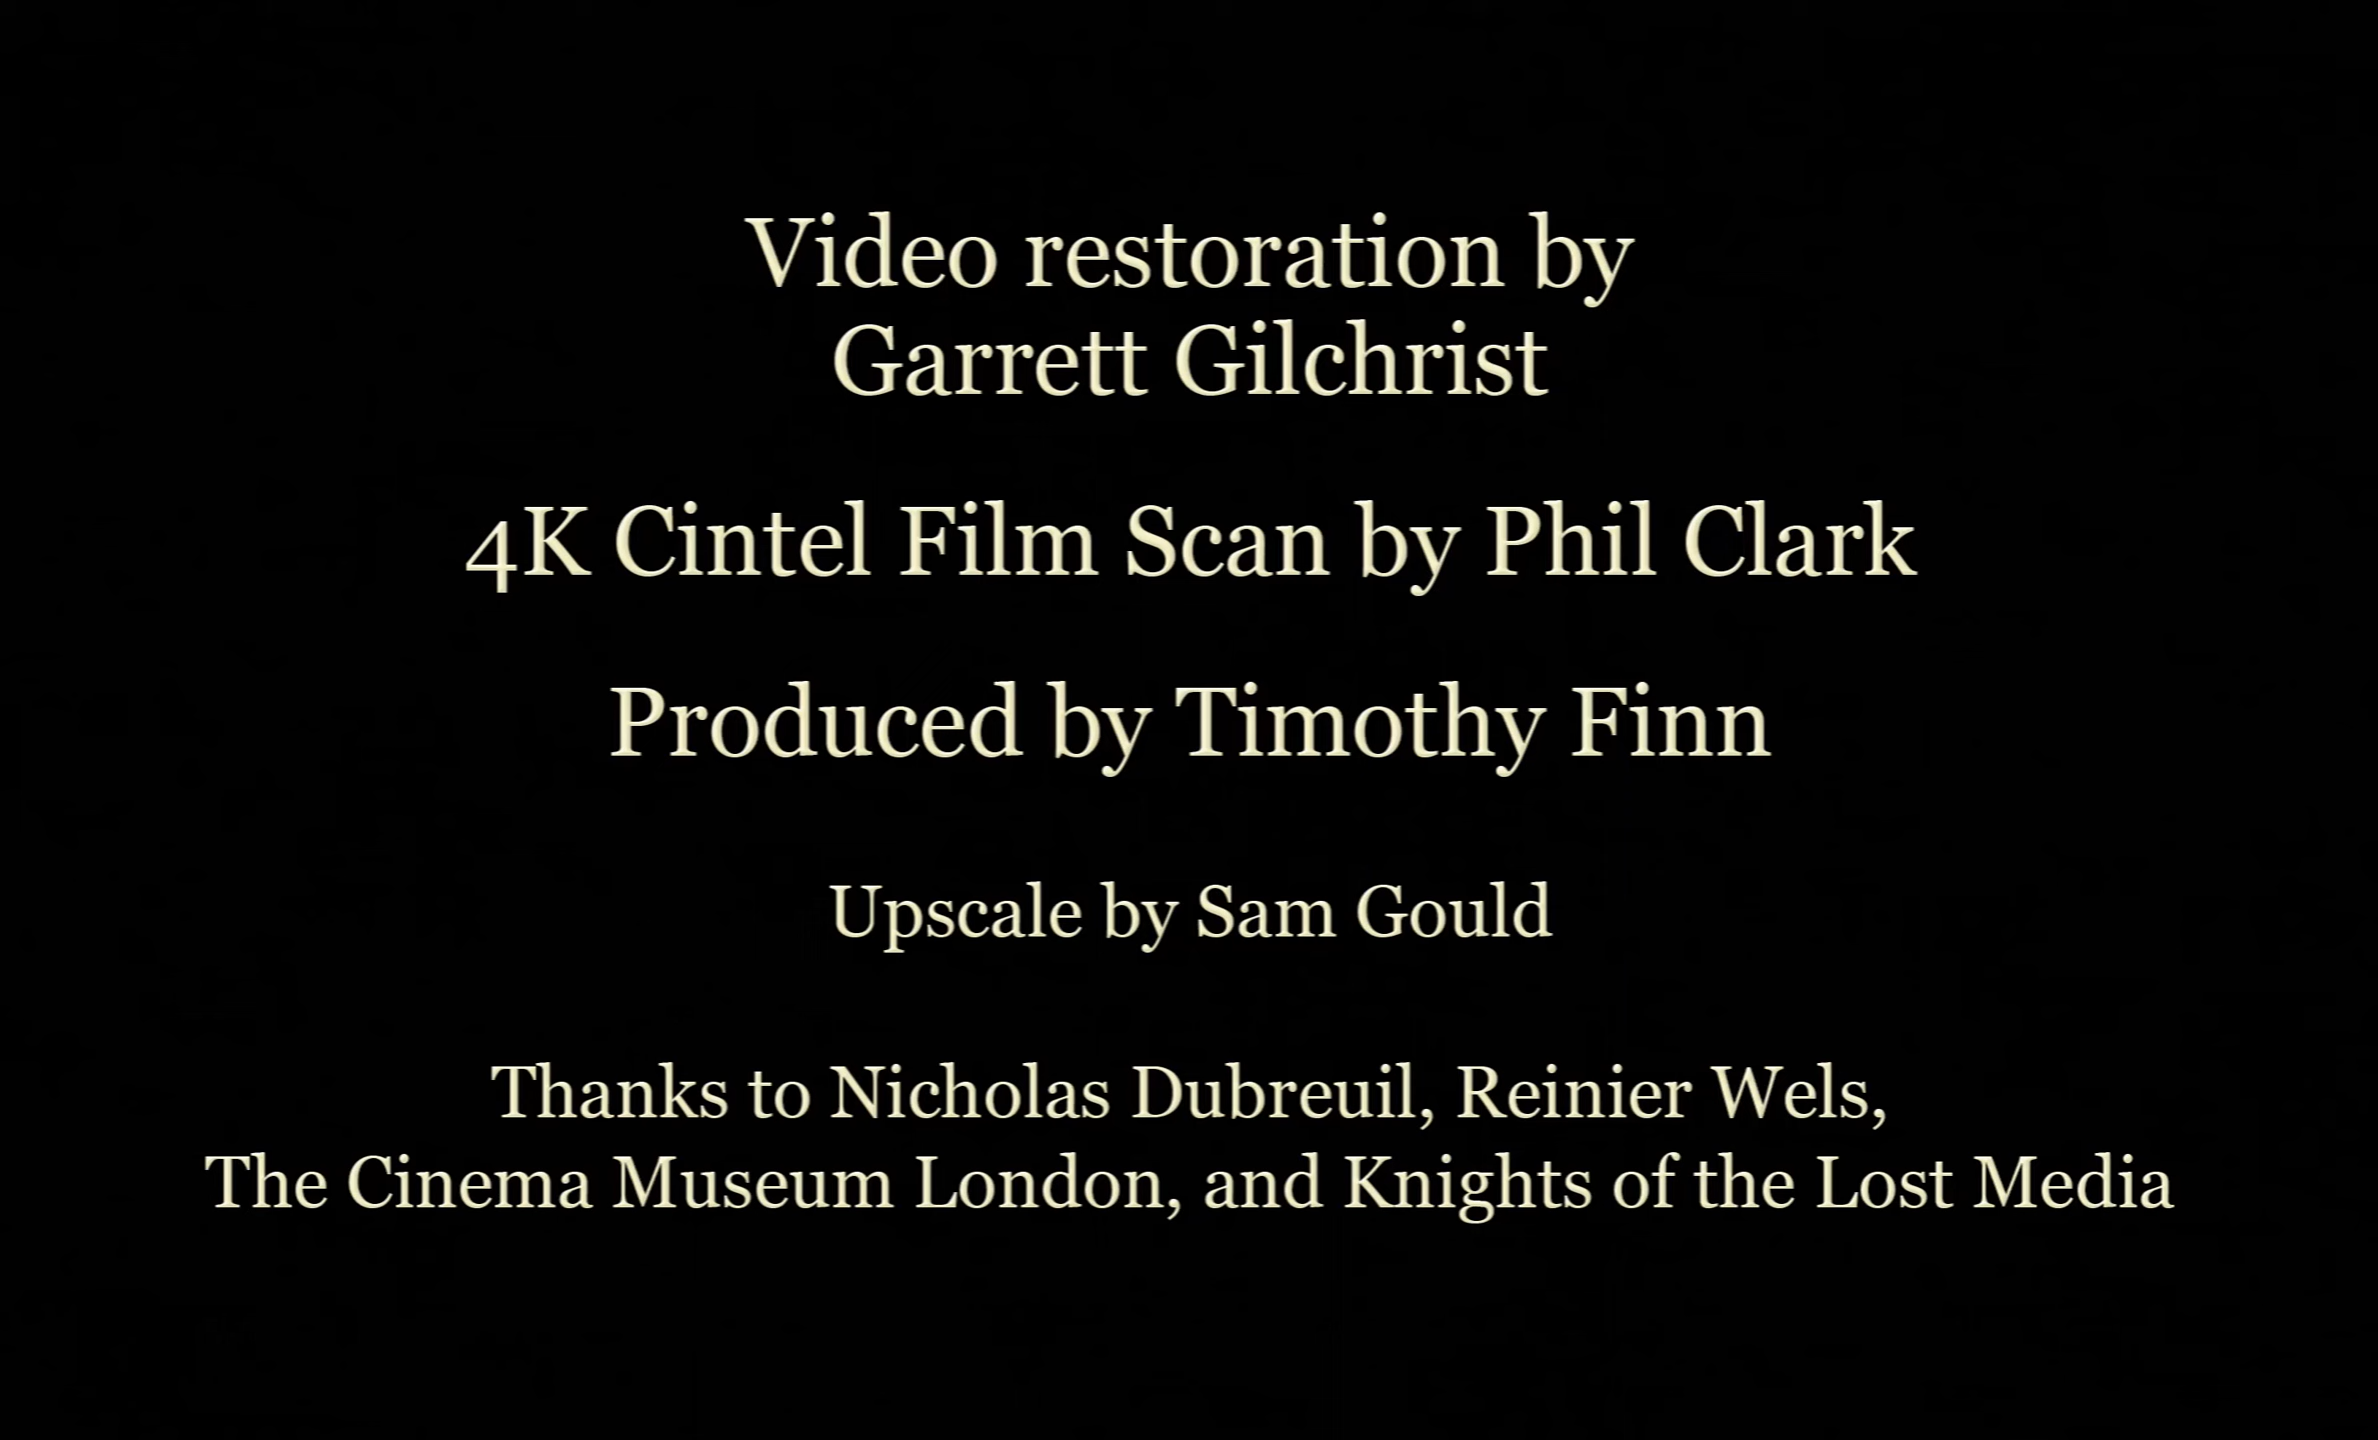 Video restoration by
Garrett Gilchrist
4K Cintel Film Scan by Phil Clark
Produced by Timothy Finn
Upscale by Sam Gould
Thanks to Nicholas Dubreuil, Reinier Wels,
The Cinema Museum London, and Knights of the Lost Media